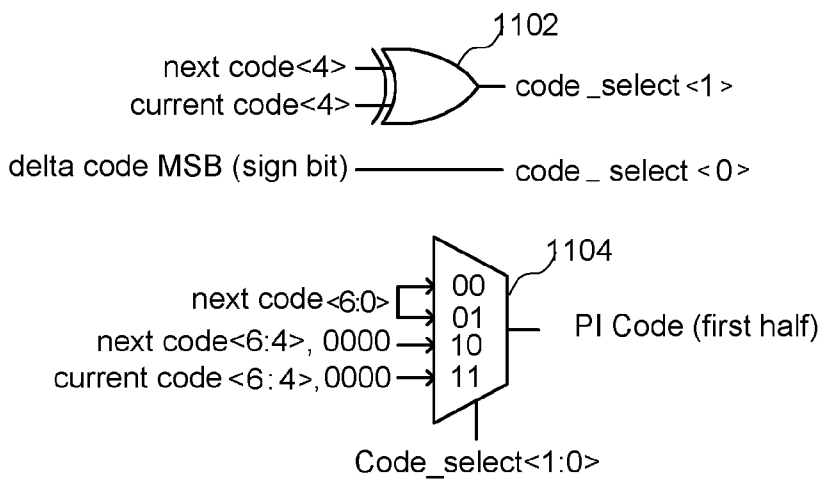 1102
next code<4>
current code<4>
code _select <1>
delta code MSB (sign bit)
code _ select <0>
1104
next code<6:0>
00
01
next code<6:4>, 0000
10
current code <6:4>,0000
11
PI Code (first half)
Code_select<1:0>